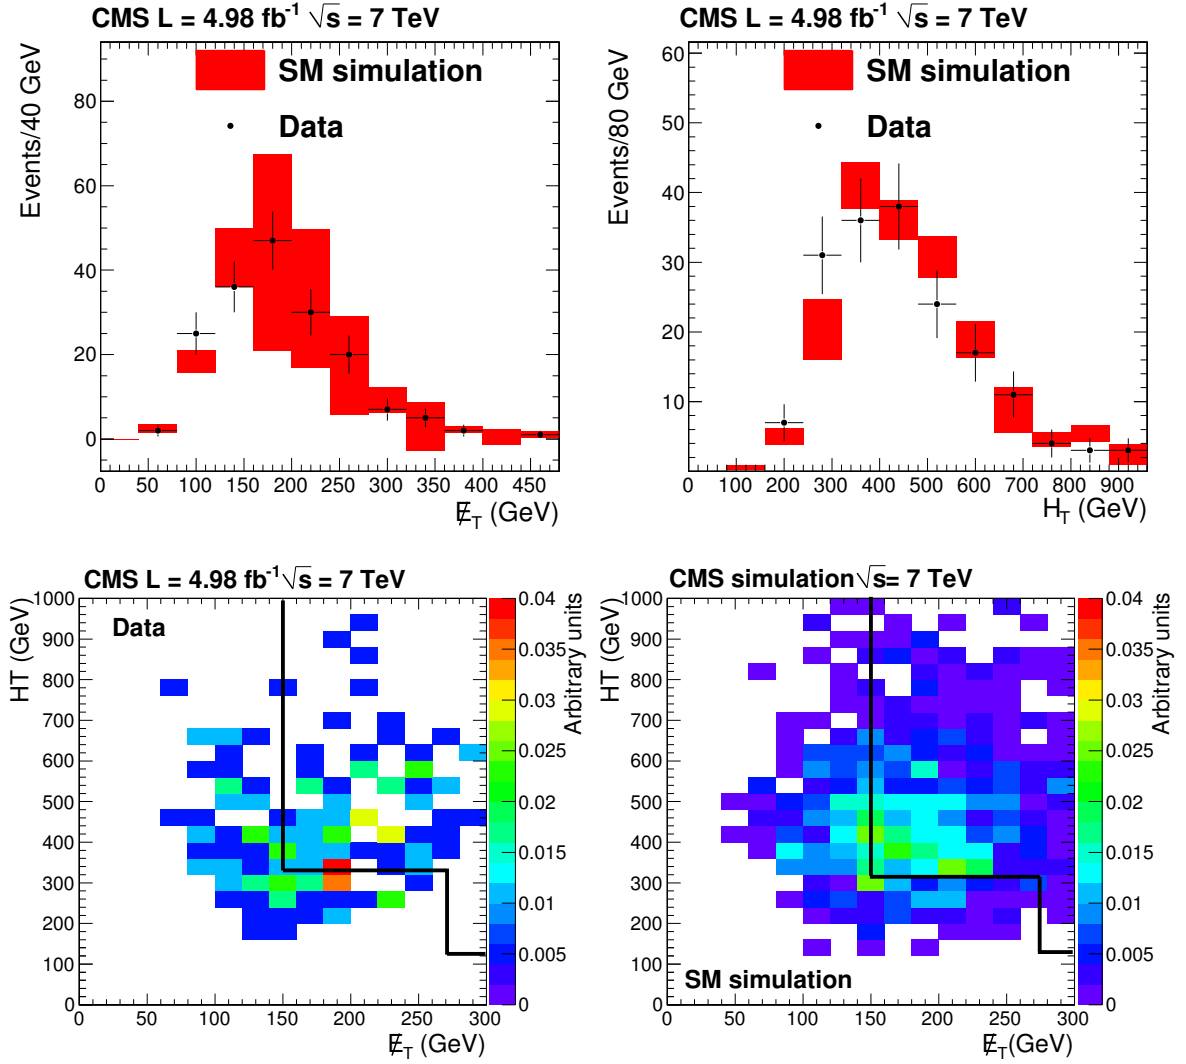 CMS L = 4.98 fb⁻¹ √s = 7 TeV
Events/40 GeV
SM simulation
Data
80
60
40
20
0
0 50 100 150 200 250 300 350 400 450
E̸_T (GeV)
CMS L = 4.98 fb⁻¹ √s = 7 TeV
Events/80 GeV
SM simulation
Data
60
50
40
30
20
10
0 100 200 300 400 500 600 700 800 900
H_T (GeV)
CMS L = 4.98 fb⁻¹ √s = 7 TeV
HT (GeV)
Data
1000
900
800
700
600
500
400
300
200
100
0
0 50 100 150 200 250 300
E̸_T (GeV)
0.04
0.035
0.03
0.025
0.02
0.015
0.01
0.005
0
Arbitrary units
CMS simulation √s = 7 TeV
HT (GeV)
1000
900
800
700
600
500
400
300
200
100
0
SM simulation
0 50 100 150 200 250 300
E̸_T(GeV)
0.04
0.035
0.03
0.025
0.02
0.015
0.01
0.005
0
Arbitrary units